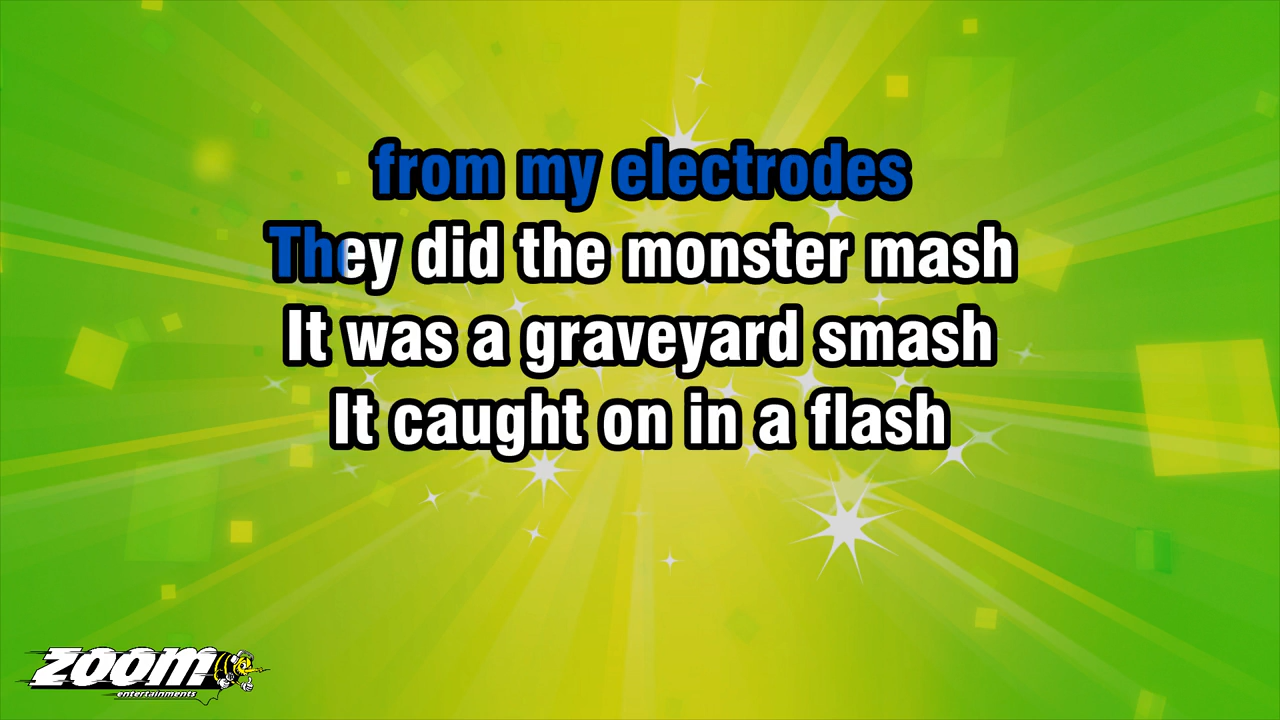 from my electrodes
They did the monster mash
It was a graveyard smash
It caught on in a flash
zoom
entertainments